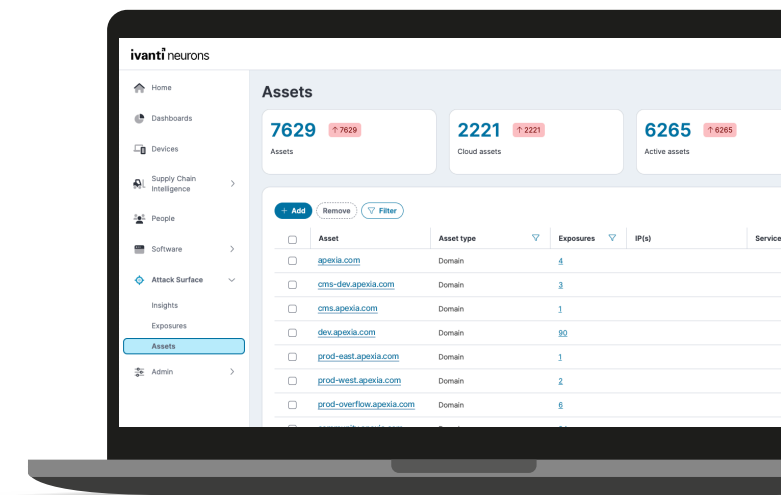 ivanti neurons
Home
Dashboards
Devices
Supply Chain
Intelligence
People
Software
Attack Surface
Insights
Exposures
Assets
Admin
Assets
7629 ↑ 7629
Assets
2221 ↑ 2221
Cloud assets
6265 ↑ 6265
Active assets
+ Add Remove Filter
Asset Asset type Exposures IP(s) Service
apexia.com Domain 4
cms-dev.apexia.com Domain 3
cms.apexia.com Domain 1
dev.apexia.com Domain 90
prod-east.apexia.com Domain 1
prod-west.apexia.com Domain 2
prod-overflow.apexia.com Domain 6